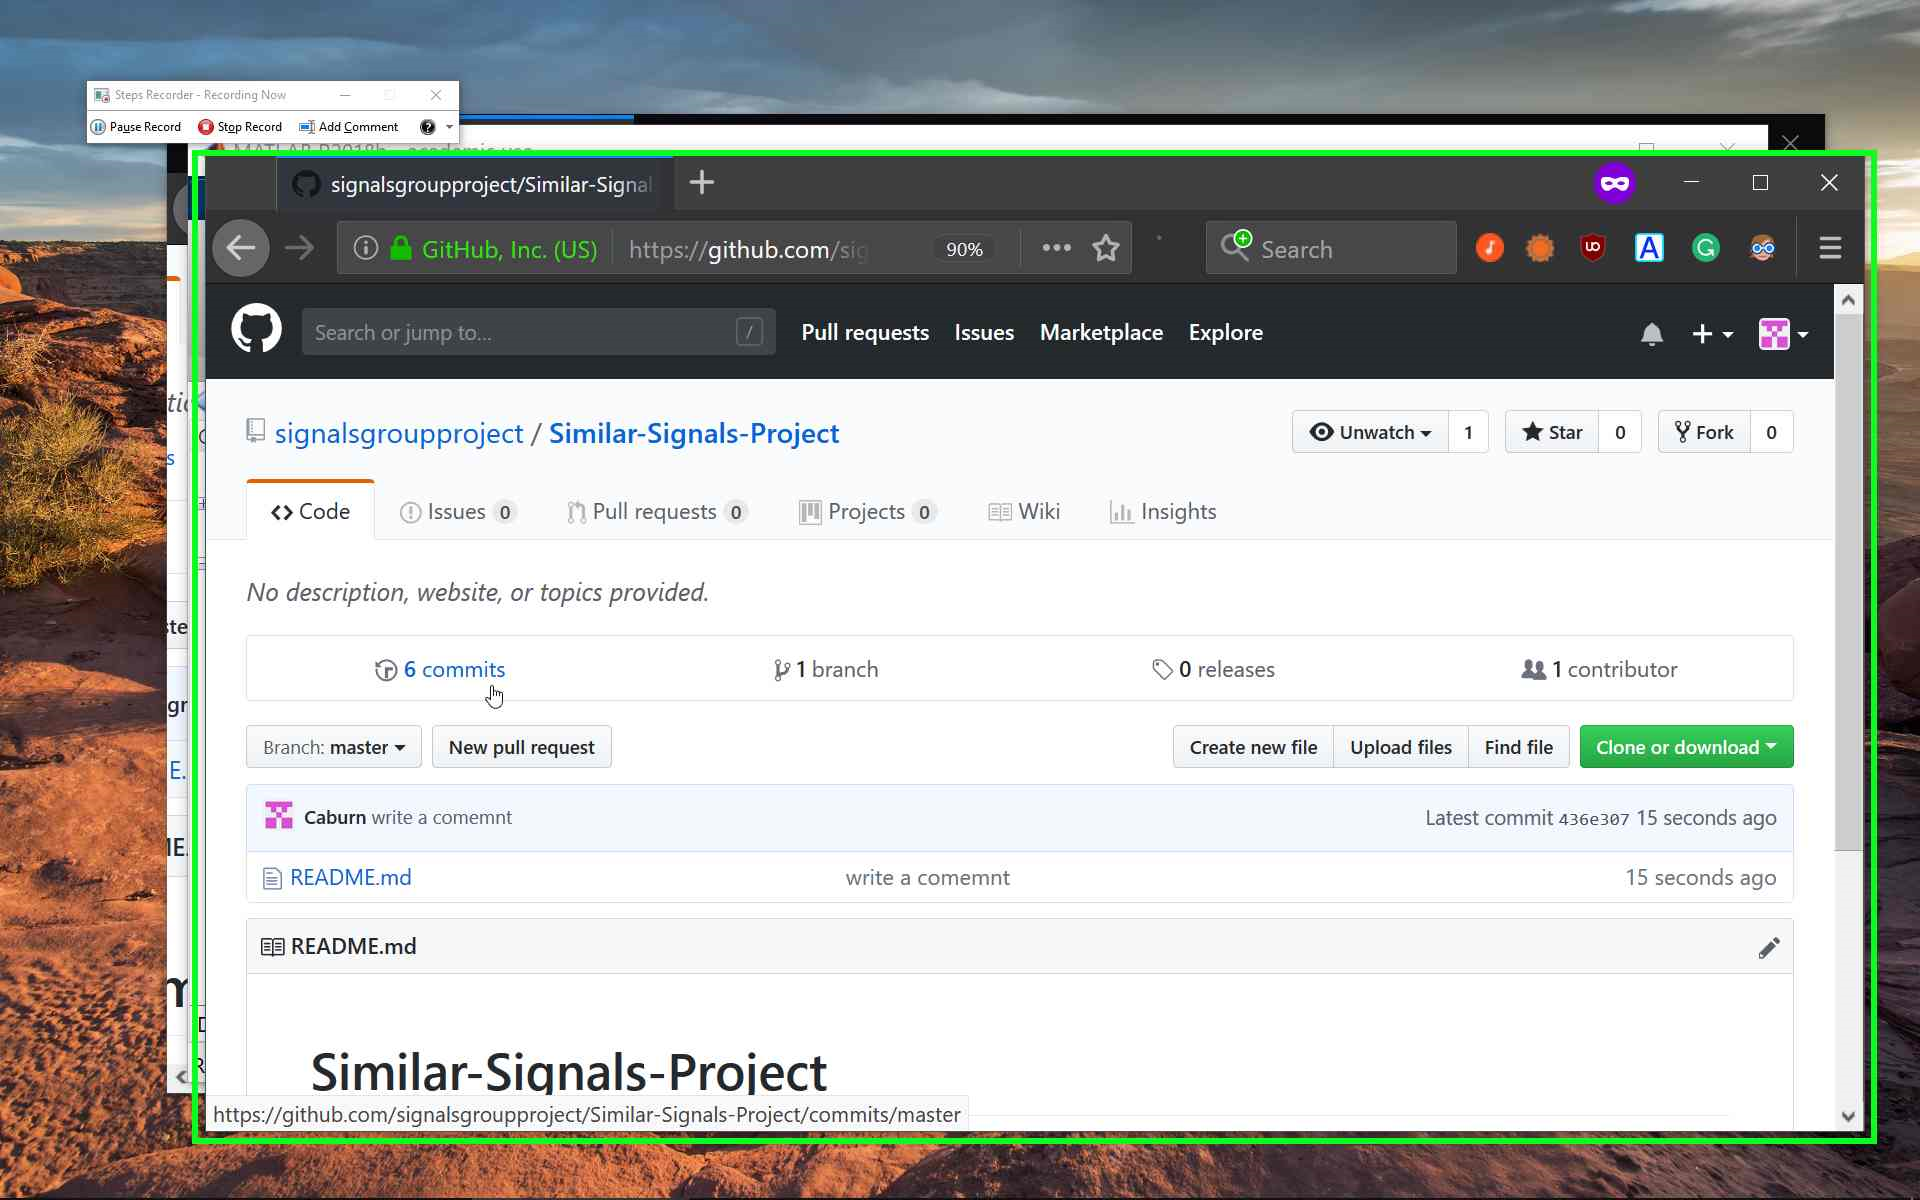 Steps Recorder - Recording Now
Pause Record Stop Record Add Comment ?
signalsgroupproject/Similar-Signal
GitHub, Inc. (US) https://github.com/sig 90% Search
Search or jump to... / Pull requests Issues Marketplace Explore
signalsgroupproject / Similar-Signals-Project Unwatch 1 Star 0 Fork 0
Code Issues 0 Pull requests 0 Projects 0 Wiki Insights
No description, website, or topics provided.
6 commits 1 branch 0 releases 1 contributor
Branch: master New pull request Create new file Upload files Find file Clone or download
Caburn write a comemnt Latest commit 436e307 15 seconds ago
README.md write a comemnt 15 seconds ago
README.md
Similar-Signals-Project
https://github.com/signalsgroupproject/Similar-Signals-Project/commits/master